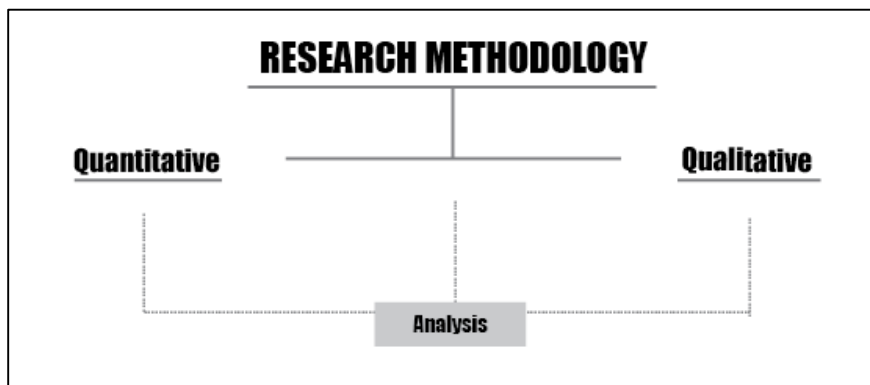 RESEARCH METHODOLOGY
Quantitative
Qualitative
Analysis